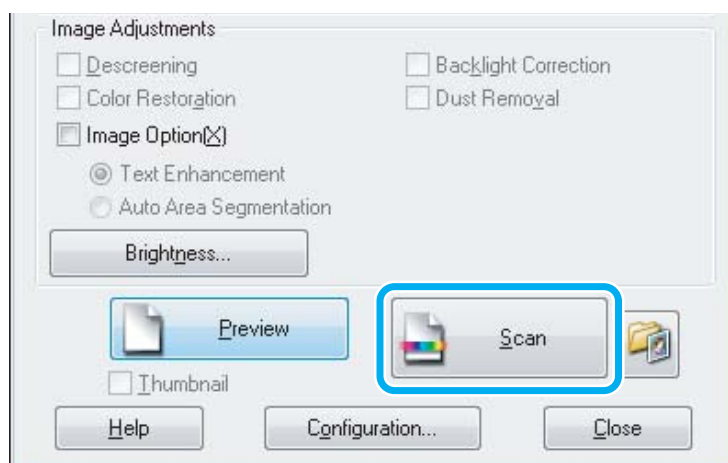 Image Adjustments
Descreening Backlight Correction
Color Restoration Dust Removal
Image Option(X)
Text Enhancement
Auto Area Segmentation
Brightness...
Preview Scan
Thumbnail
Help Configuration... Close